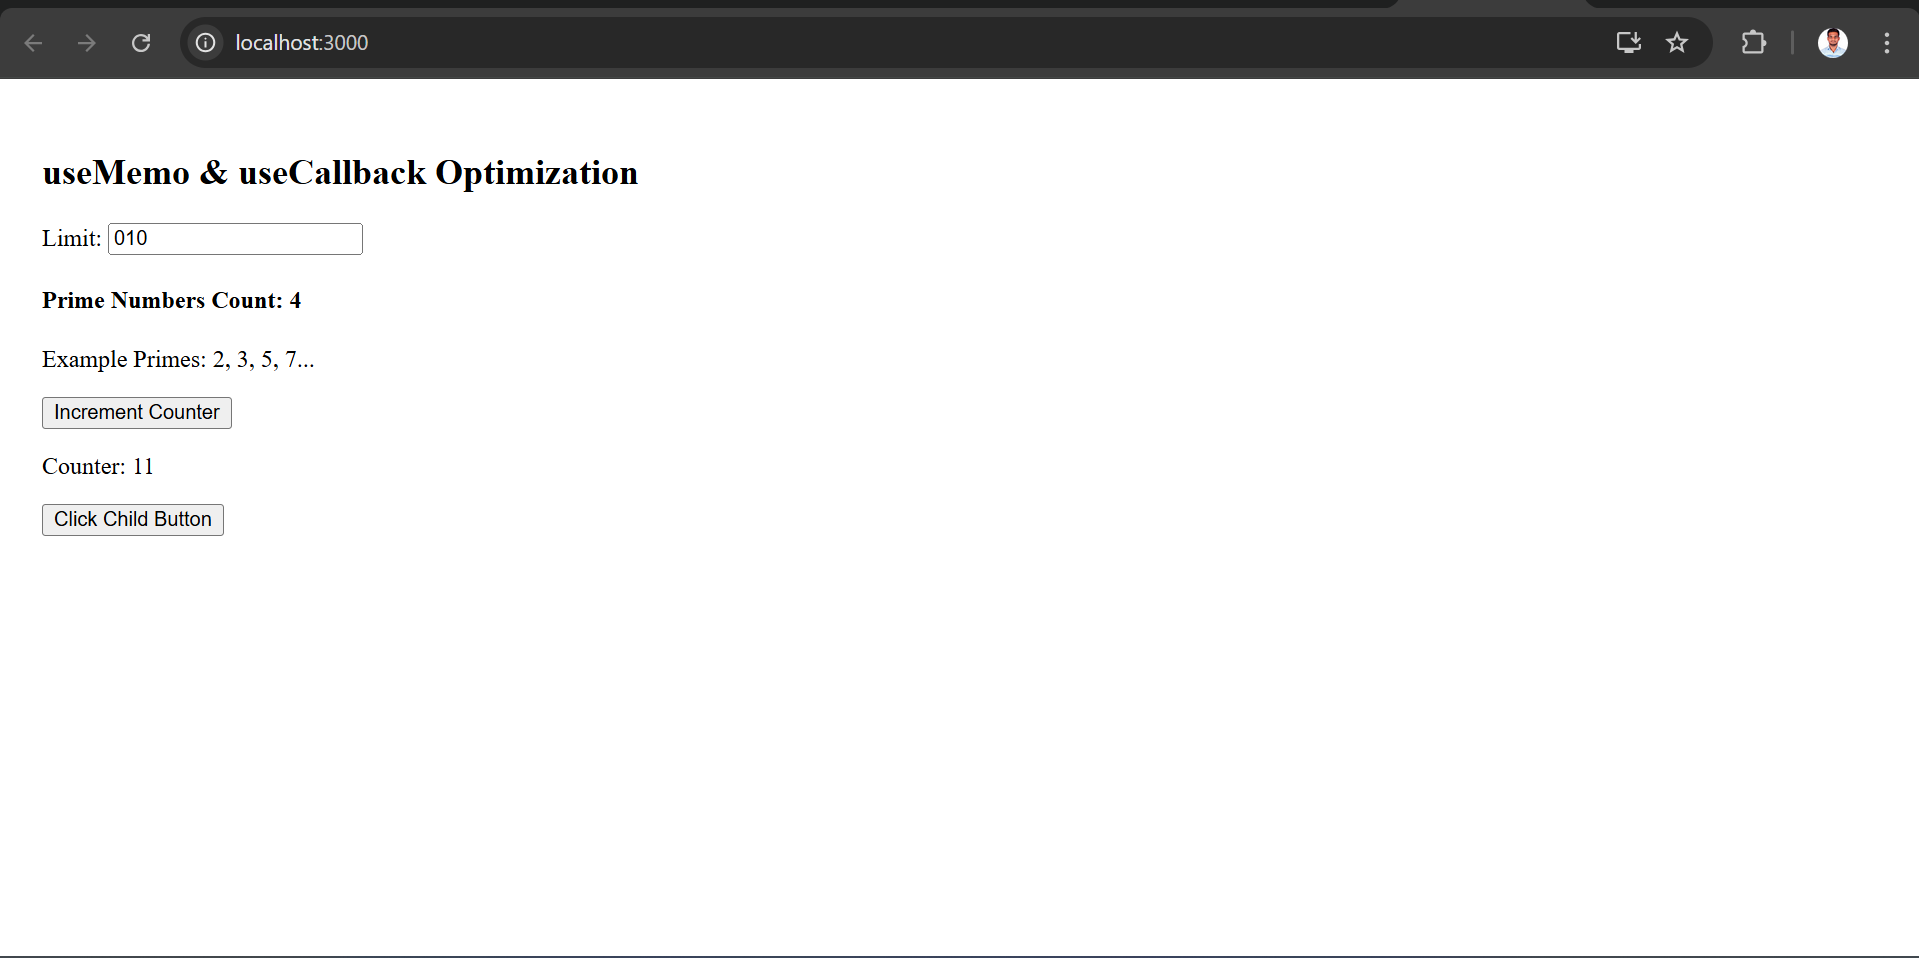 localhost:3000
useMemo & useCallback Optimization
Limit: 010
Prime Numbers Count: 4
Example Primes: 2, 3, 5, 7...
Increment Counter
Counter: 11
Click Child Button